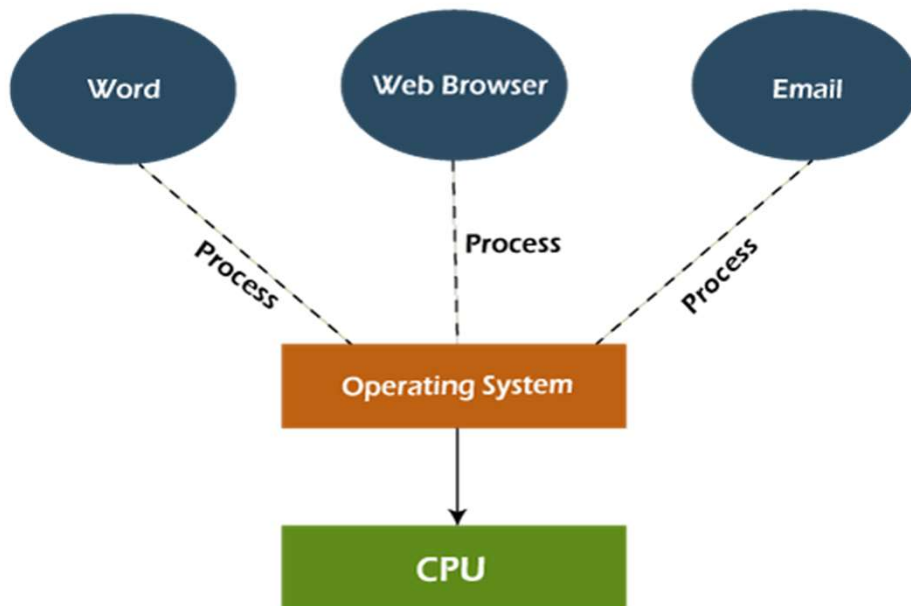 Word
Web Browser
Email
Process
Process
Process
Operating System
CPU